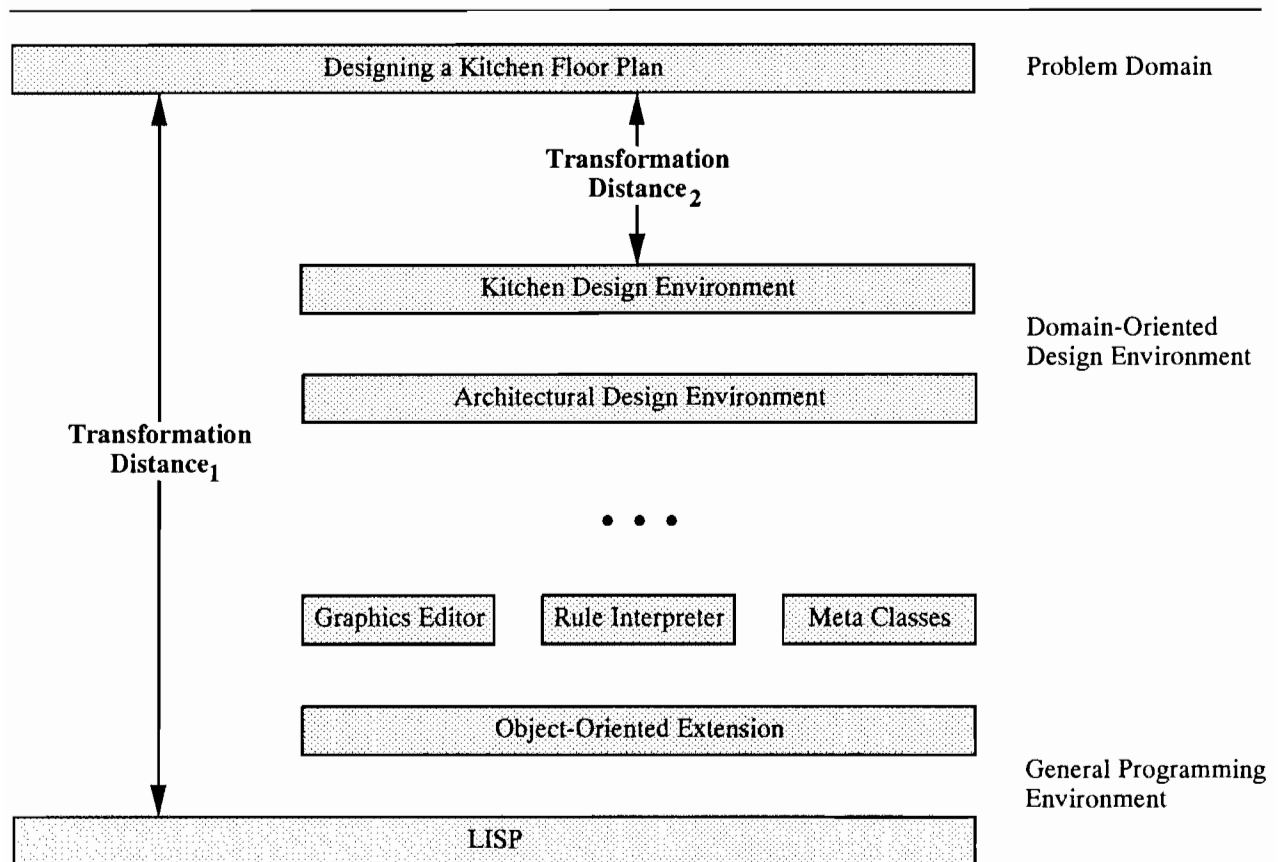 Designing a Kitchen Floor Plan
Problem Domain
Transformation
Distance2
Kitchen Design Environment
Domain-Oriented
Design Environment
Architectural Design Environment
Transformation
Distance1
• • •
Graphics Editor
Rule Interpreter
Meta Classes
Object-Oriented Extension
General Programming
Environment
LISP